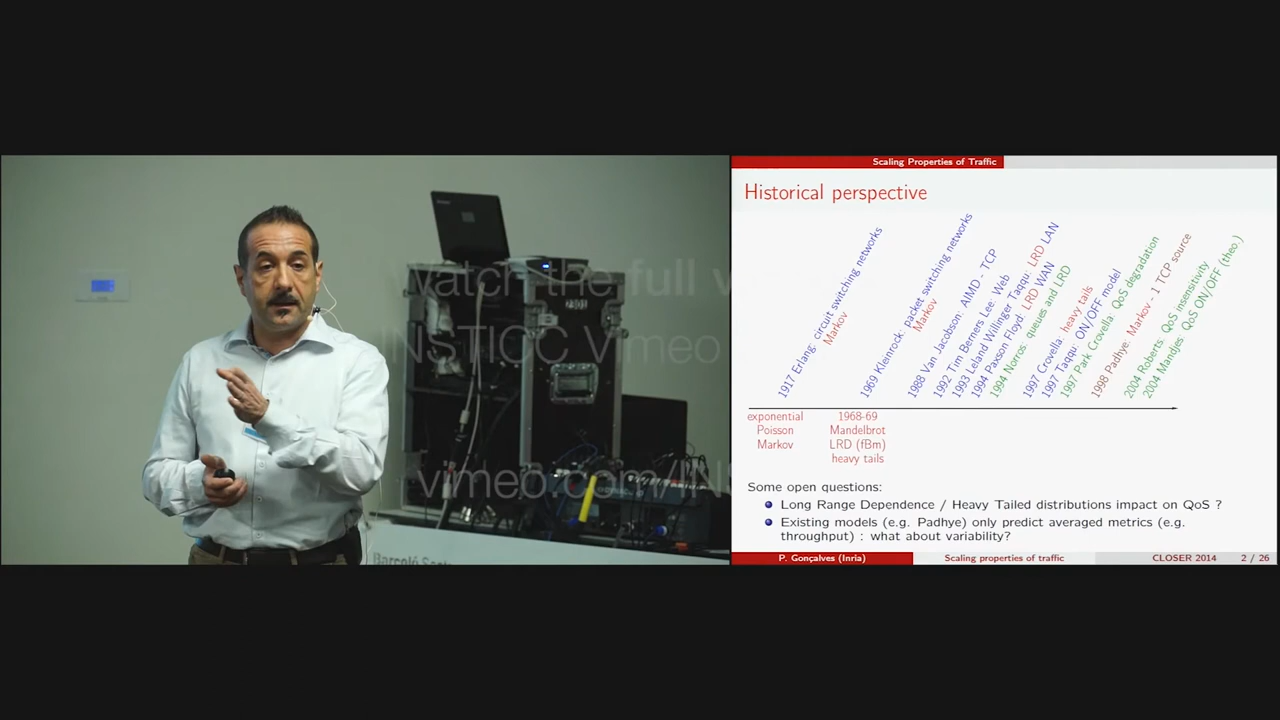 watch the full v
INSTICC Vimeo
vimeo.com/IN
2301
Barceló
Scaling Properties of Traffic
Historical perspective
1917 Erlang: circuit switching networks
Markov
1969 Klenrock: packet switching networks
Markov
1988 Van Jacobson: AIMD - TCP
1992 Tim Berners Lee: Web
1993 Leland Willinger Taqqu: LRD LAN
1994 Paxson Floyd: LRD WAN
1994 Norros: queues and LRD
1997 Crovella: heavy tails
1997 Taqqu: ON/OFF model
1997 Park Crovella: QoS degradation
1998 Padhye: Markov - 1 TCP source
2004 Roberts: QoS insensitivity
2004 Mandjes QoS ON/OFF (theo.)
exponential
Poisson
Markov
1968-69
Mandelbrot
LRD (fBm)
heavy tails
Some open questions:
Long Range Dependence / Heavy Tailed distributions impact on QoS ?
Existing models (e.g. Padhye) only predict averaged metrics (e.g.
throughput) : what about variability?
P. Gonçalves (Inria) Scaling properties of traffic CLOSER 2014 2 / 26